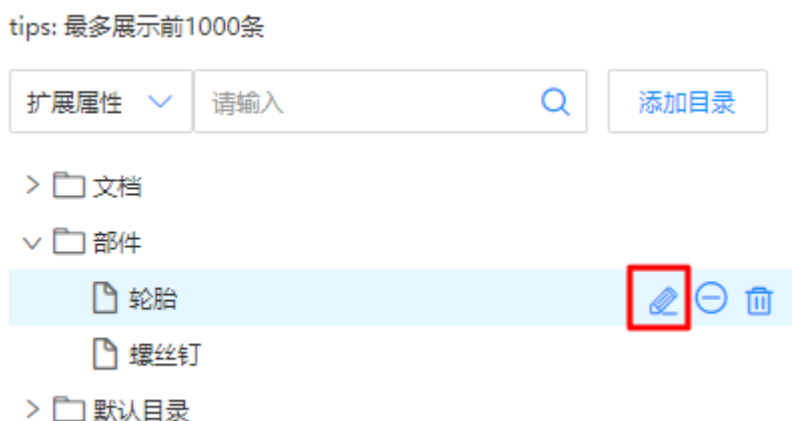 tips: 最多展示前1000条
扩展属性 请输入 添加目录
文档
部件
轮胎
螺丝钉
默认目录